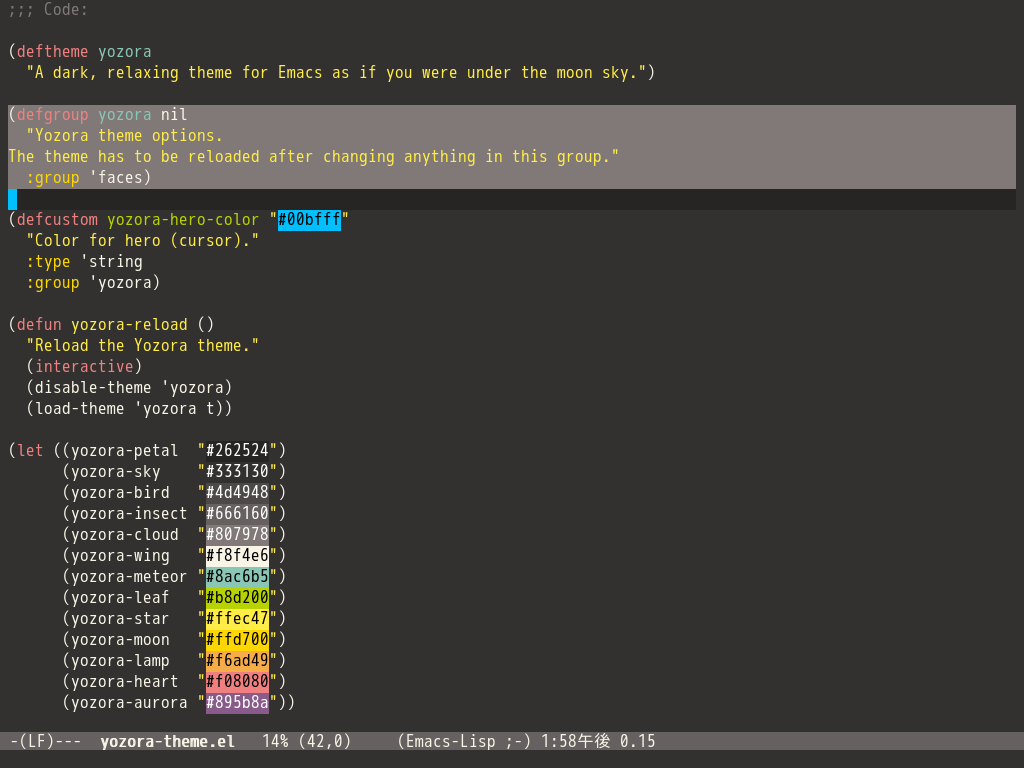 ;;; Code:

(deftheme yozora
  "A dark, relaxing theme for Emacs as if you were under the moon sky.")

(defgroup yozora nil
  "Yozora theme options.
The theme has to be reloaded after changing anything in this group."
  :group 'faces)

(defcustom yozora-hero-color "#00bfff"
  "Color for hero (cursor)."
  :type 'string
  :group 'yozora)

(defun yozora-reload ()
  "Reload the Yozora theme."
  (interactive)
  (disable-theme 'yozora)
  (load-theme 'yozora t))

(let ((yozora-petal  "#262524")
      (yozora-sky    "#333130")
      (yozora-bird   "#4d4948")
      (yozora-insect "#666160")
      (yozora-cloud  "#807978")
      (yozora-wing   "#f8f4e6")
      (yozora-meteor "#8ac6b5")
      (yozora-leaf   "#b8d200")
      (yozora-star   "#ffec47")
      (yozora-moon   "#ffd700")
      (yozora-lamp   "#f6ad49")
      (yozora-heart  "#f08080")
      (yozora-aurora "#895b8a"))

-(LF)---  yozora-theme.el   14% (42,0)     (Emacs-Lisp ;-) 1:58午後 0.15